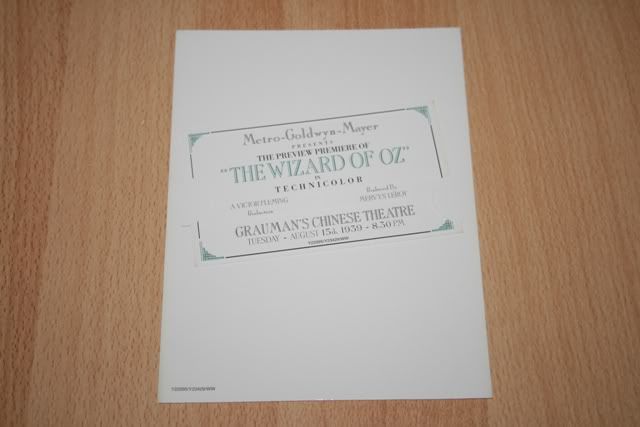 Metro-Goldwyn-Mayer
PRESENTS
THE PREVIEW PREMIERE OF
"THE WIZARD OF OZ"
IN
TECHNICOLOR
A VICTOR FLEMING
Production
Produced By
MERVYN LEROY
GRAUMAN'S CHINESE THEATRE
TUESDAY - AUGUST 15th, 1939 - 8.30 P.M.